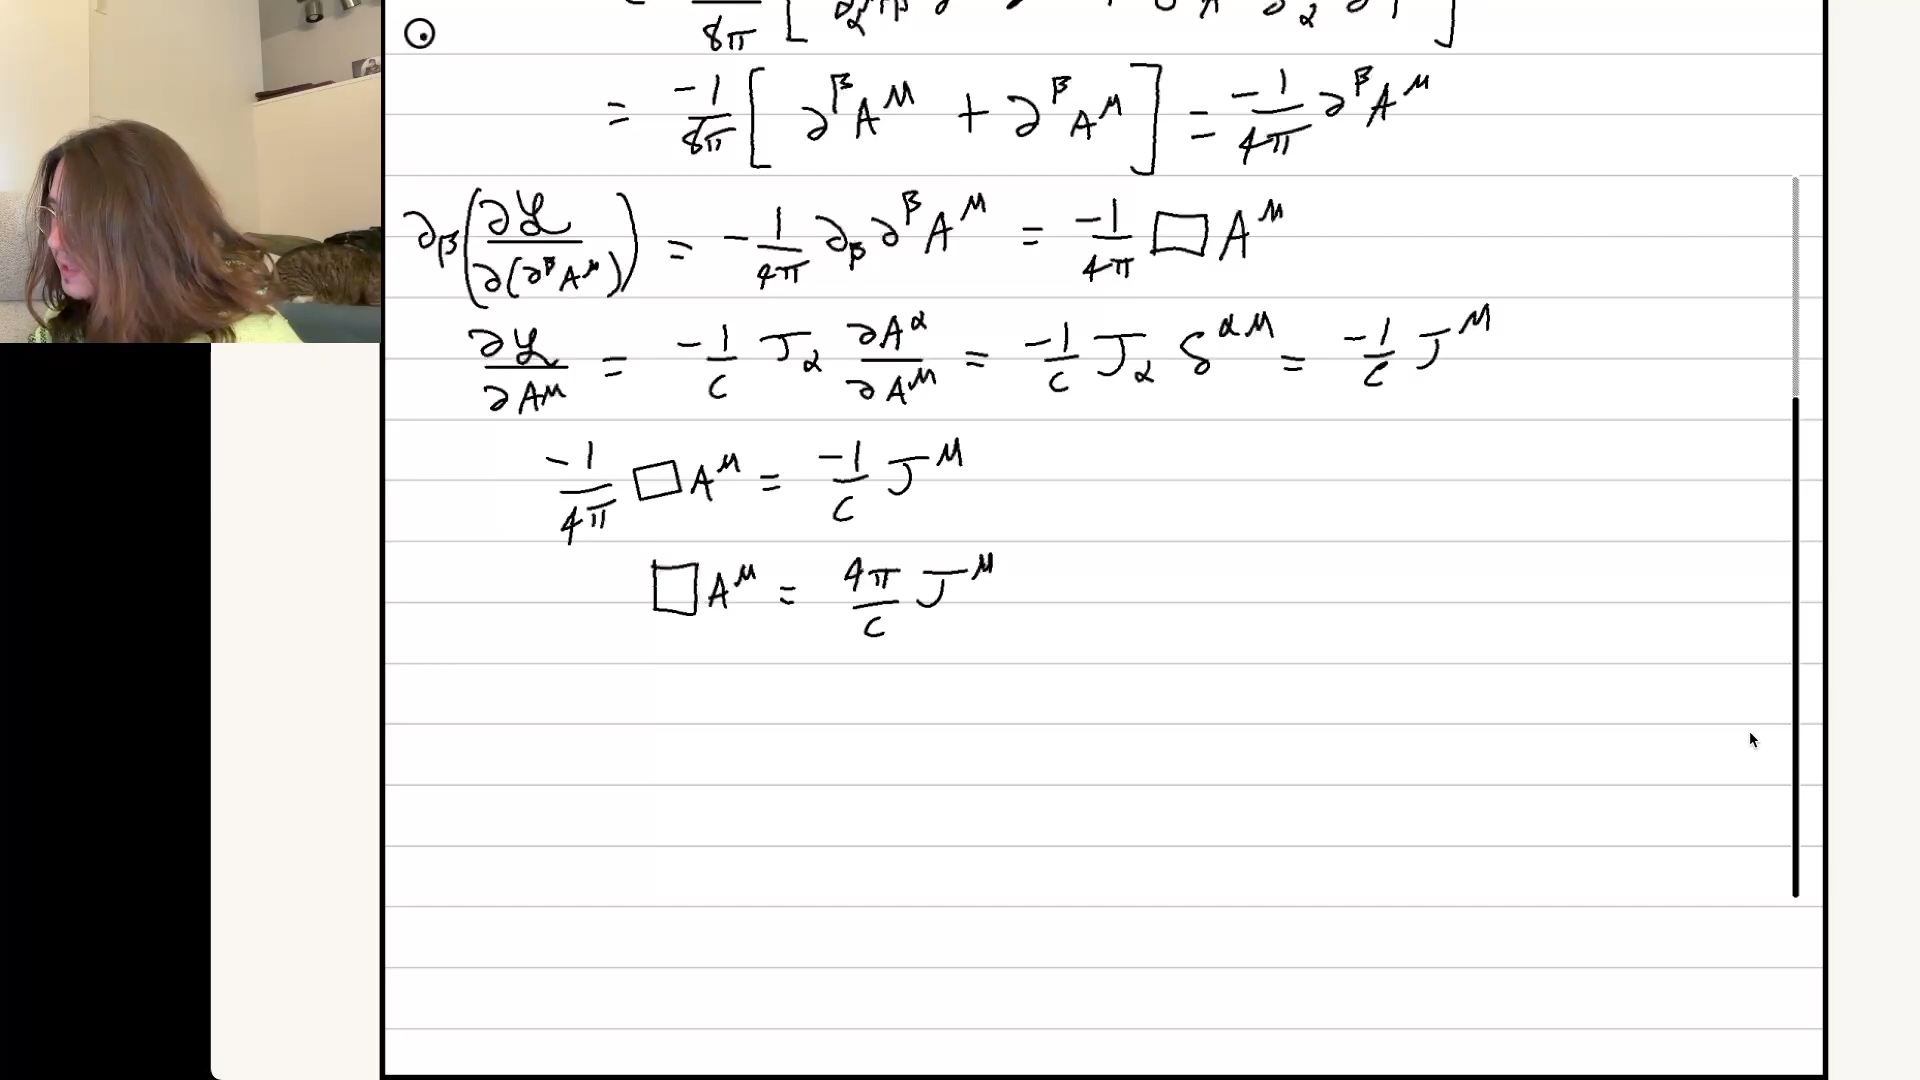 8π
= -1/8π [ ∂^β A^μ + ∂^β A^μ ] = -1/4π ∂^β A^μ
∂_β ( ∂ℒ / ∂(∂^β A^μ) ) = - 1/4π ∂_β ∂^β A^μ = -1/4π □ A^μ
∂ℒ/∂A^μ = -1/c J_α ∂A^α/∂A^μ = -1/c J_α δ^{αμ} = -1/c J^μ
-1/4π □ A^μ = -1/c J^μ
□ A^μ = 4π/c J^μ